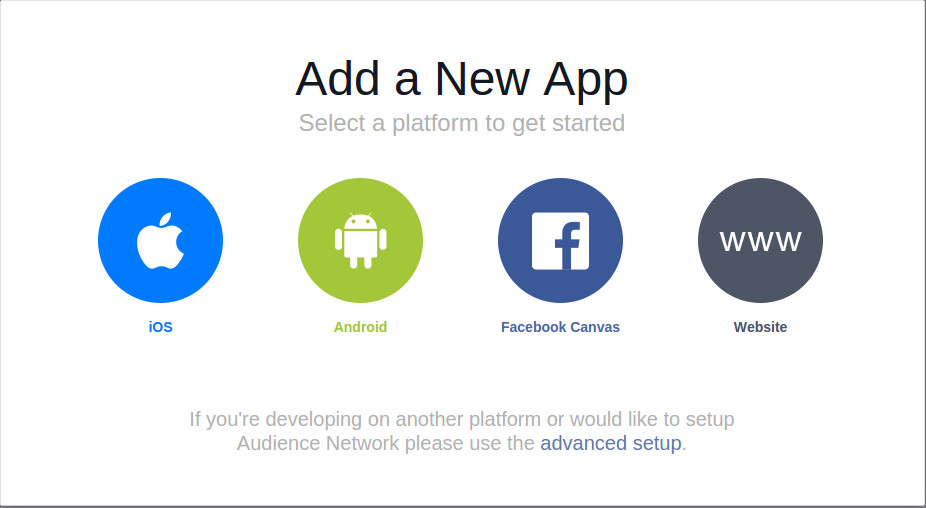 Add a New App
Select a platform to get started
www
iOS
Android
Facebook Canvas
Website
If you're developing on another platform or would like to setup
Audience Network please use the advanced setup.